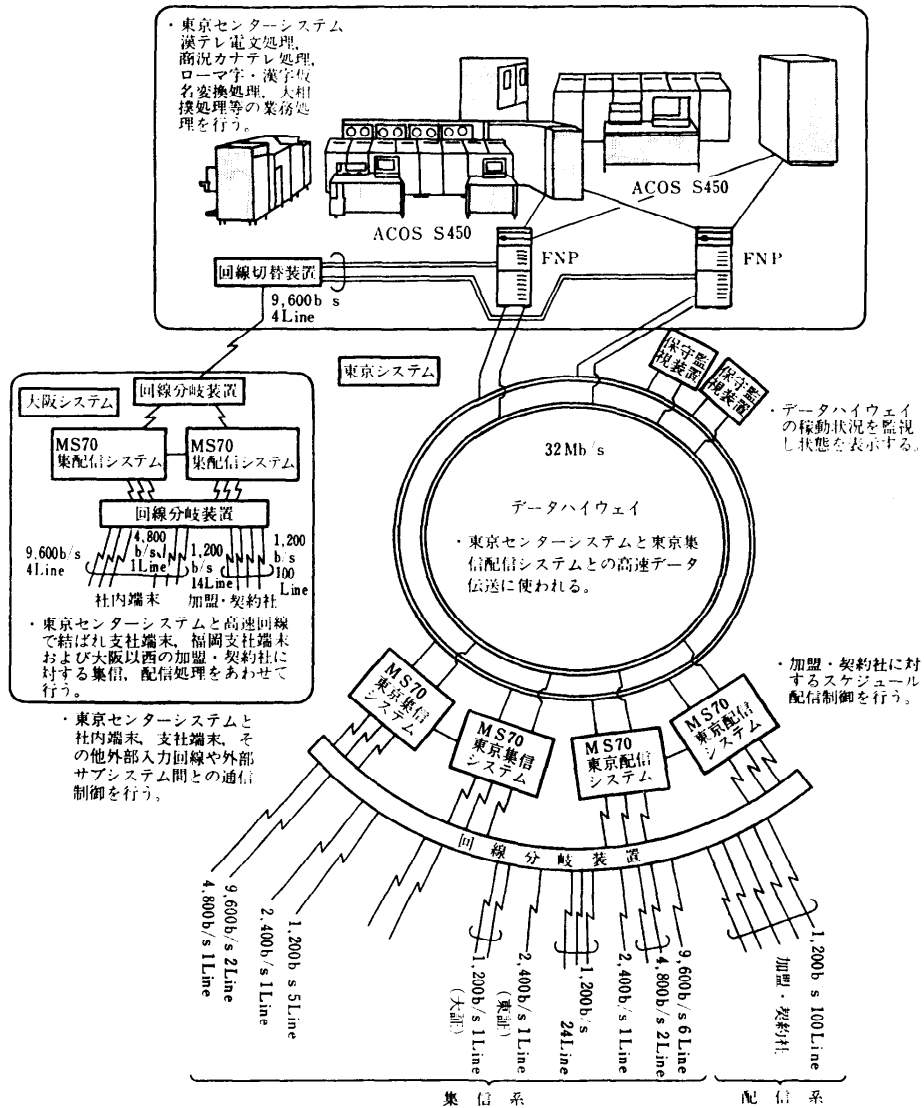 ・東京センターシステム
漢テレ電文処理，
商況カナテレ処理，
ローマ字・漢字仮
名変換処理，大相
撲処理等の業務処
理を行う。
ACOS S450
ACOS S450
FNP
FNP
回線切替装置
9,600b s
4Line
東京システム
保守監
視装置
保守監
視装置
・データハイウェイ
の稼動状況を監視
し状態を表示する。
大阪システム
回線分岐装置
MS70
集配信システム
MS70
集配信システム
回線分岐装置
9,600b/s
4Line
4,800
b/s
1Line
1,200
b/s
14Line
1,200
b/s
100
Line
社内端末
加盟・契約社
・東京センターシステムと高速回線
で結ばれ支社端末，福岡支社端末
および大阪以西の加盟・契約社に
対する集信，配信処理をあわせて
行う。
32Mb/s
データハイウェイ
・東京センターシステムと東京集
信配信システムとの高速データ
伝送に使われる。
・東京センターシステムと
社内端末，支社端末，そ
の他外部入力回線や外部
サブシステム間との通信
制御を行う。
MS70
東京集信
システム
MS70
東京集信
システム
MS70
東京配信
システム
MS70
東京配信
システム
・加盟・契約社に対
するスケジュール
配信制御を行う。
回線分岐装置
4,800b/s 1Line
9,600b/s 2Line
2,400b/s 1Line
1,200b s 5Line
1,200b/s 1Line
(大証)
2,400b/s 1Line
(東証)
1,200b/s
24Line
2,400b/s 1Line
4,800b/s 2Line
9,600b/s 6Line
加盟・契約社
1,200b s 100Line
集信系
配信系